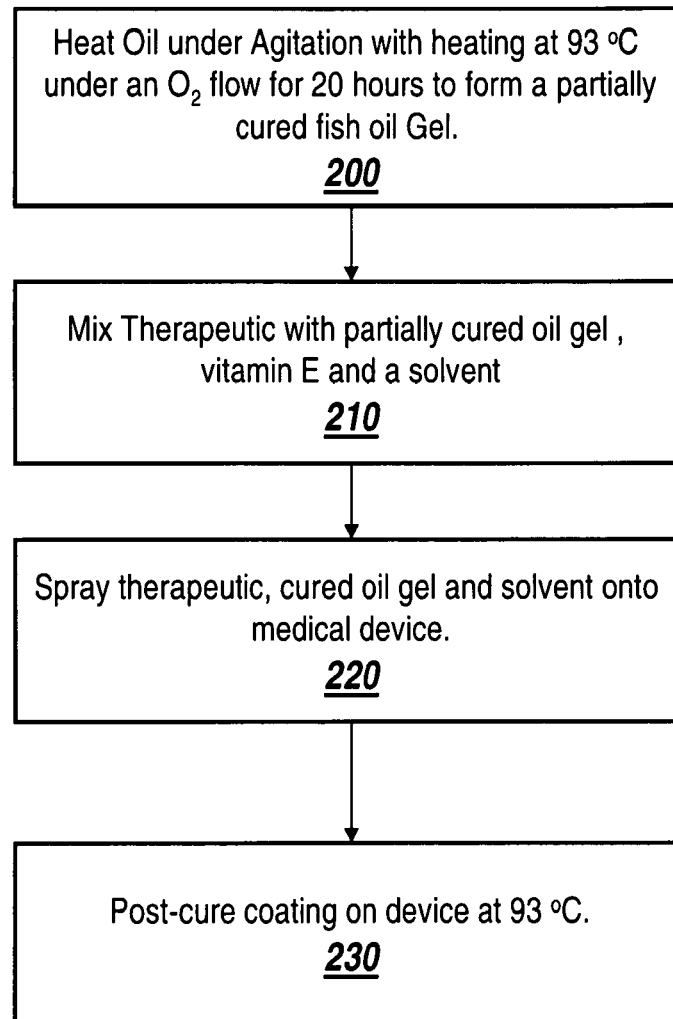 Heat Oil under Agitation with heating at 93 ºC
under an O₂ flow for 20 hours to form a partially
cured fish oil Gel.
200
Mix Therapeutic with partially cured oil gel ,
vitamin E and a solvent
210
Spray therapeutic, cured oil gel and solvent onto
medical device.
220
Post-cure coating on device at 93 ºC.
230